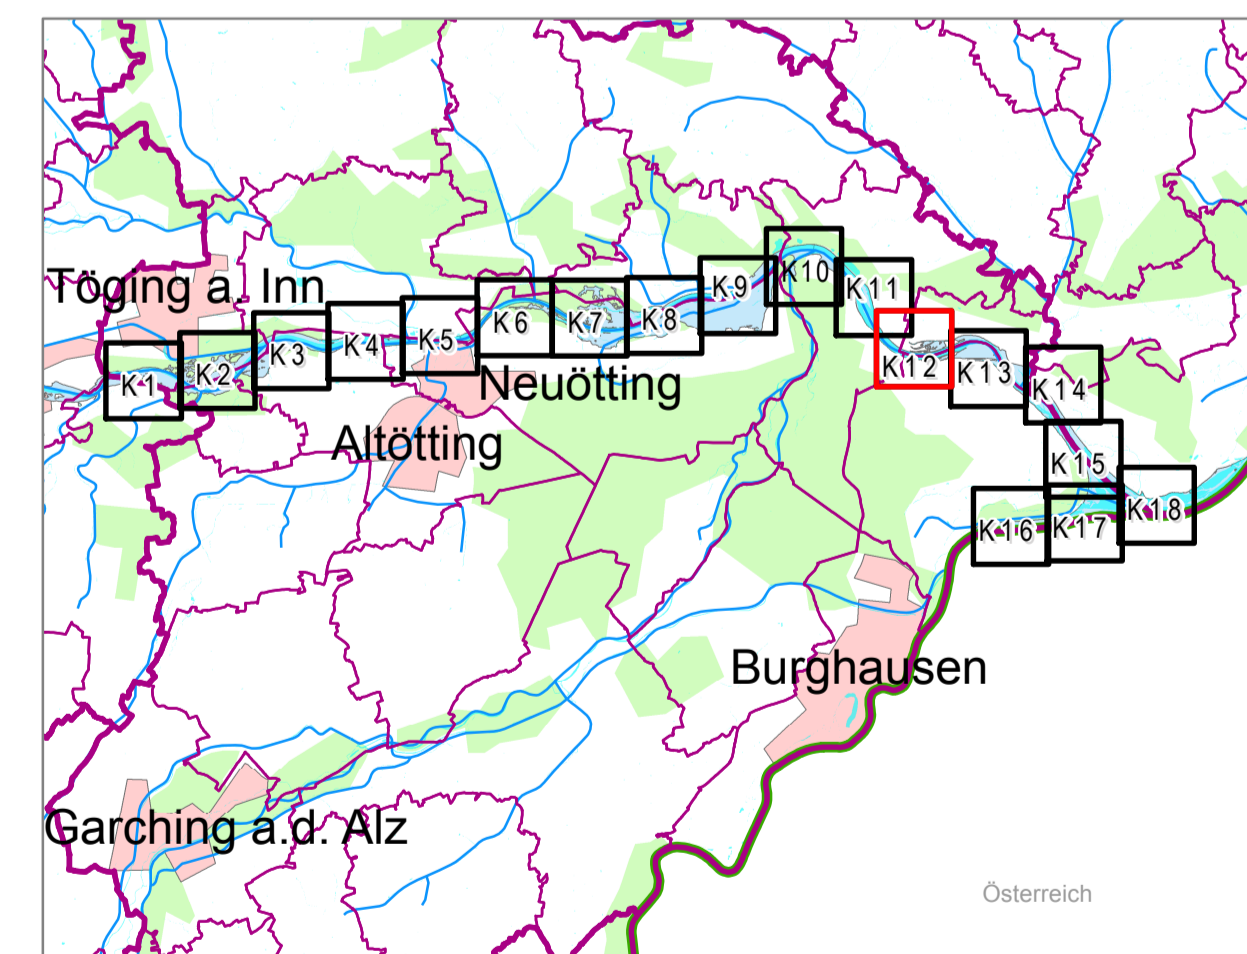 Töging a. Inn
K1
K2
K3
K4
K5
K6
K7
K8
K9
K10
K11
K12
K13
K14
K15
K16
K17
K18
Neuötting
Altötting
Burghausen
Garching a.d. Alz
Österreich